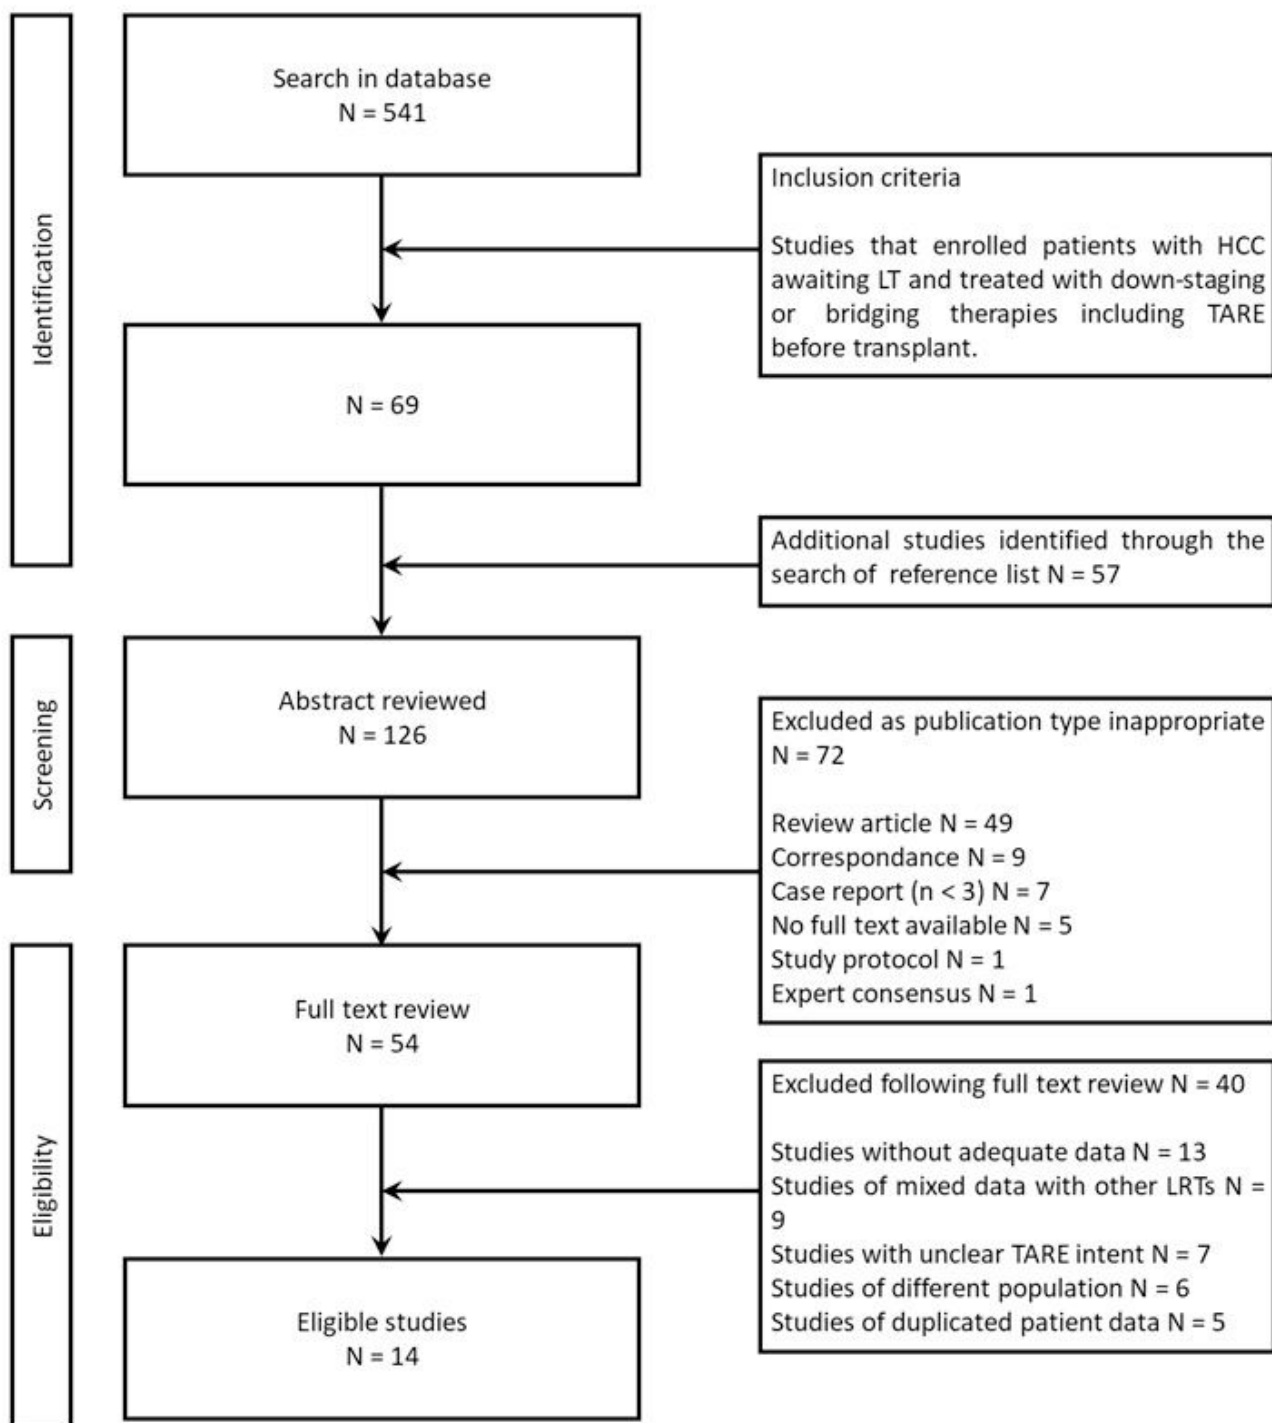 Identification
Search in database
N = 541
Inclusion criteria
Studies that enrolled patients with HCC
awaiting LT and treated with down-staging
or bridging therapies including TARE
before transplant.
N = 69
Additional studies identified through the
search of reference list N = 57
Screening
Abstract reviewed
N = 126
Excluded as publication type inappropriate
N = 72
Review article N = 49
Correspondance N = 9
Case report (n < 3) N = 7
No full text available N = 5
Study protocol N = 1
Expert consensus N = 1
Eligibility
Full text review
N = 54
Excluded following full text review N = 40
Studies without adequate data N = 13
Studies of mixed data with other LRTs N =
9
Studies with unclear TARE intent N = 7
Studies of different population N = 6
Studies of duplicated patient data N = 5
Eligible studies
N = 14